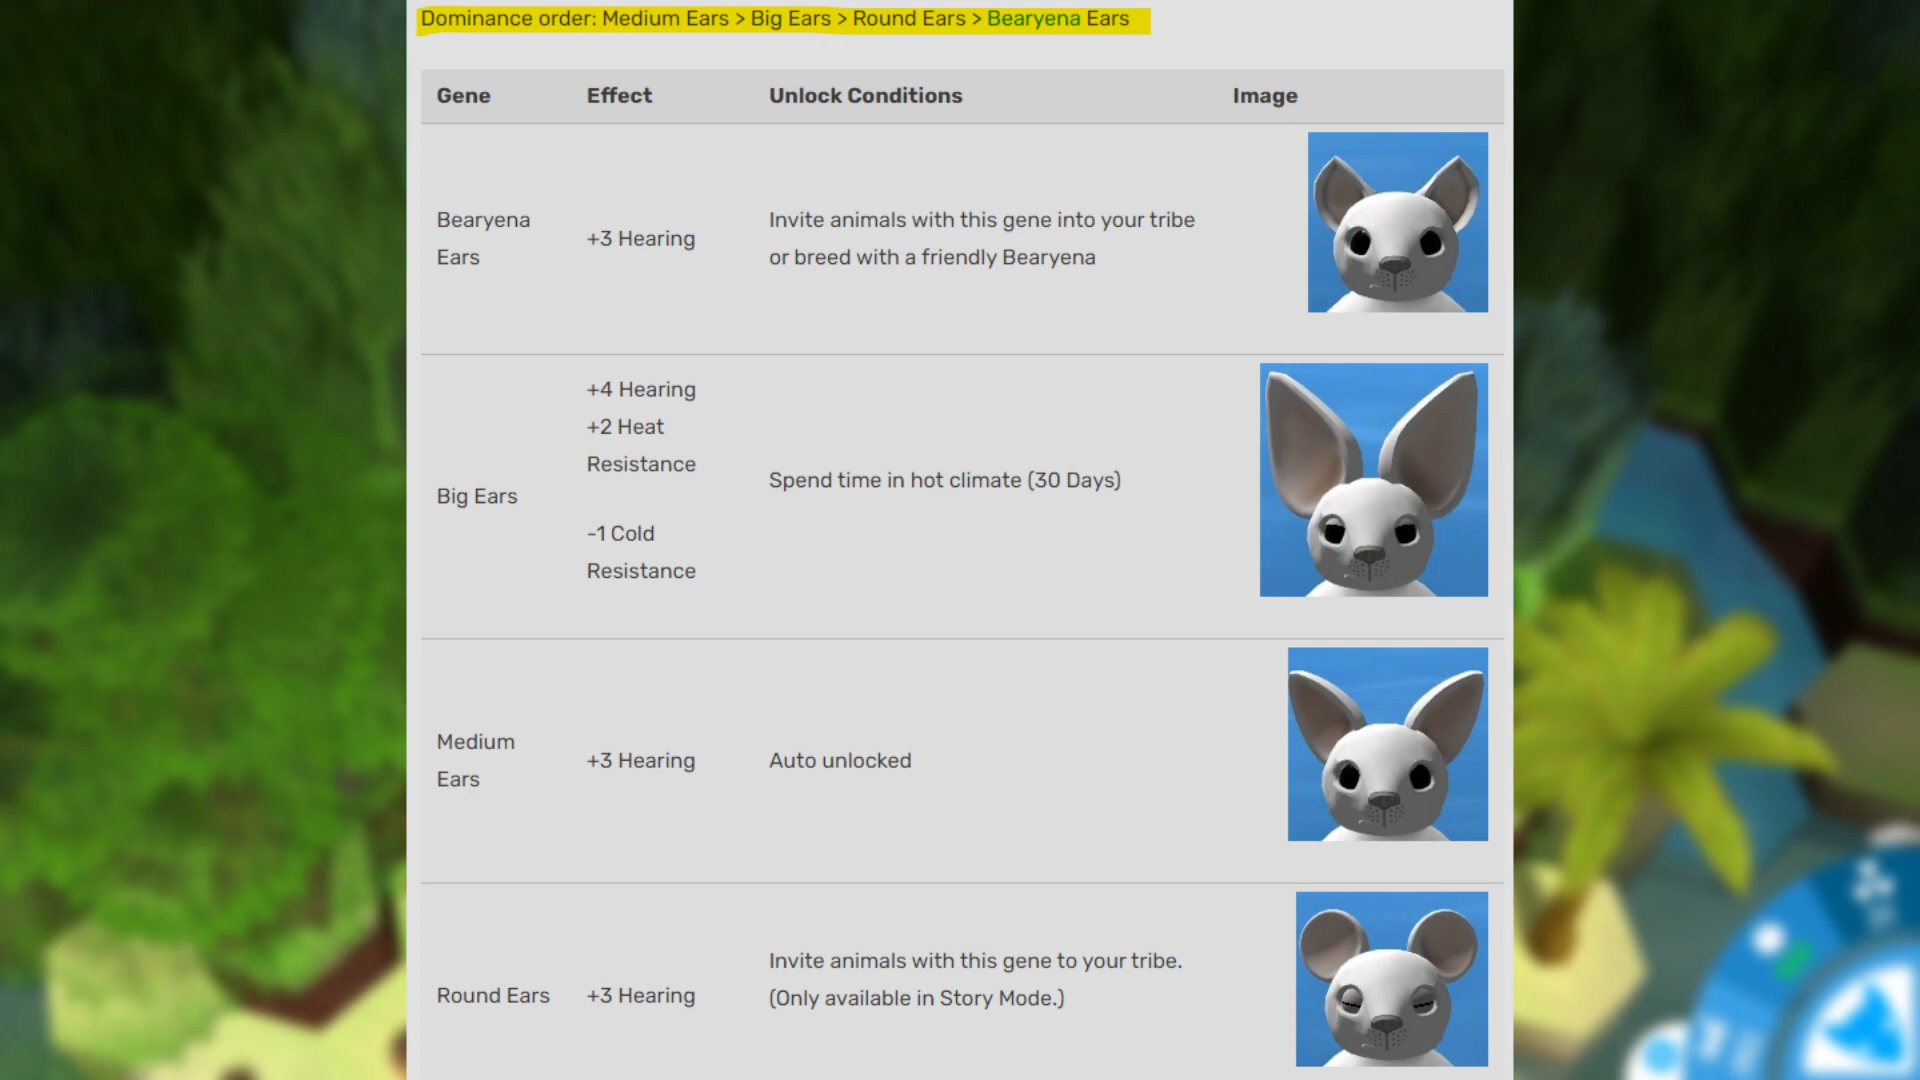 Dominance order: Medium Ears > Big Ears > Round Ears > Bearyena Ears
Gene Effect Unlock Conditions Image
Bearyena
Ears
+3 Hearing
Invite animals with this gene into your tribe
or breed with a friendly Bearyena
Big Ears
+4 Hearing
+2 Heat
Resistance
-1 Cold
Resistance
Spend time in hot climate (30 Days)
Medium
Ears
+3 Hearing
Auto unlocked
Round Ears
+3 Hearing
Invite animals with this gene to your tribe.
(Only available in Story Mode.)